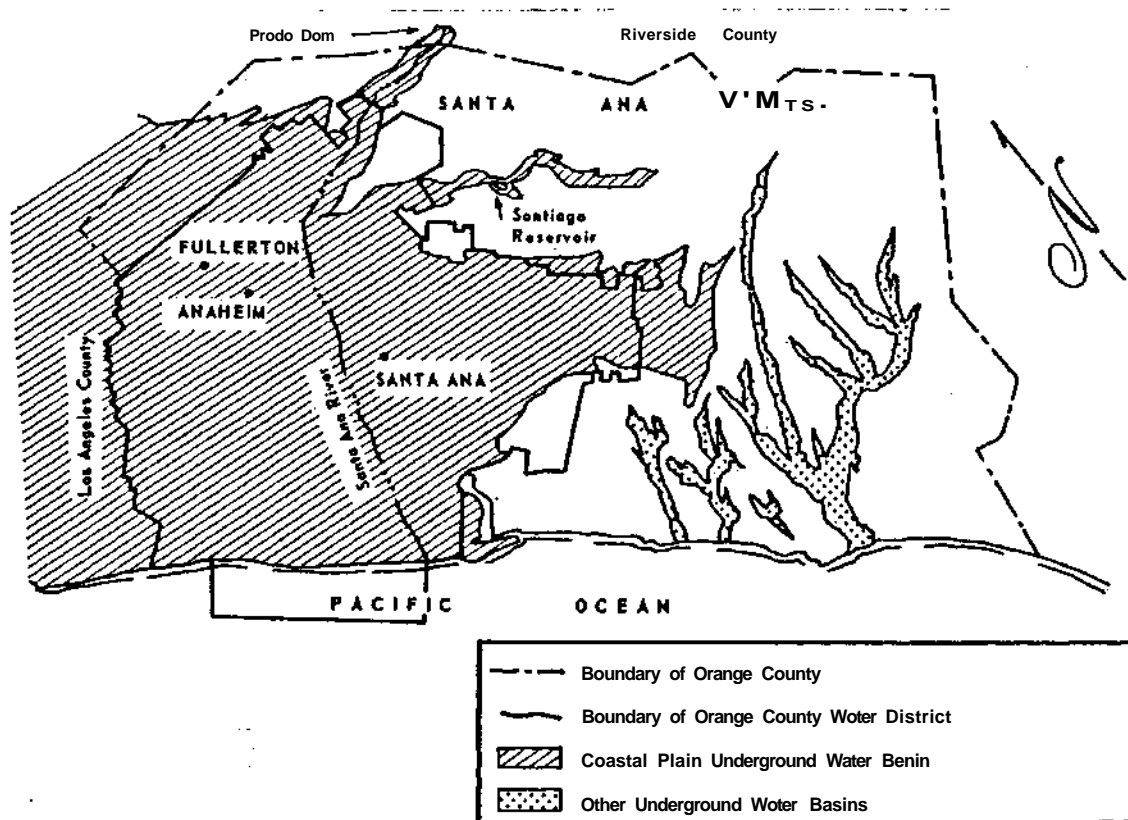 Prodo Dom
Riverside County
SANTA ANA V'MTS.
Santiago
Reservoir
FULLERTON
ANAHEIM
SANTA ANA
Los Angeles County
Santa Ana River
N
PACIFIC OCEAN
Boundary of Orange County
Boundary of Orange County Woter District
Coastal Plain Underground Water Benin
Other Underground Woter Basins